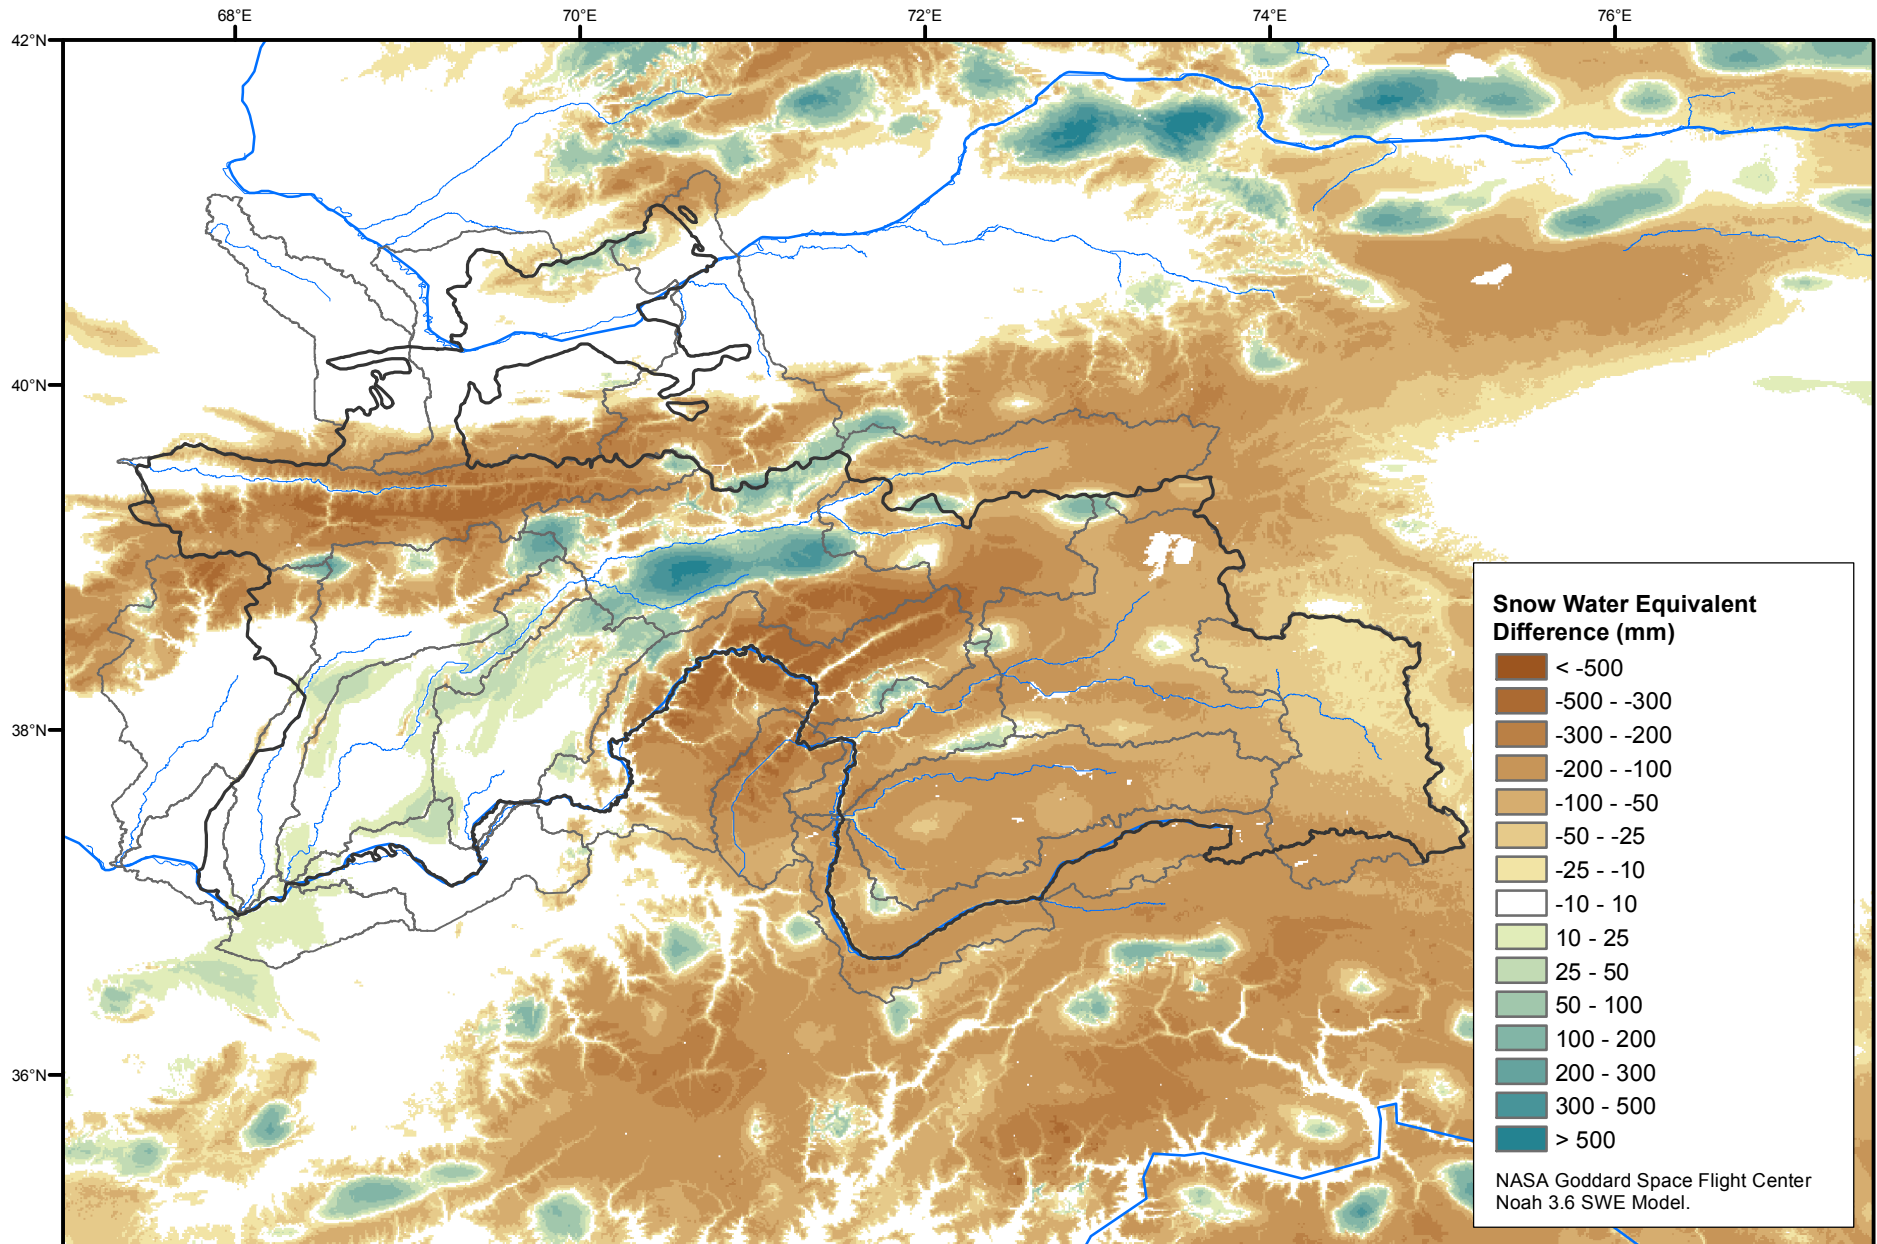 68°E 70°E 72°E 74°E 76°E
42°N
40°N
38°N
36°N
Snow Water Equivalent
Difference (mm)
< -500
-500 - -300
-300 - -200
-200 - -100
-100 - -50
-50 - -25
-25 - -10
-10 - 10
10 - 25
25 - 50
50 - 100
100 - 200
200 - 300
300 - 500
> 500
NASA Goddard Space Flight Center
Noah 3.6 SWE Model.